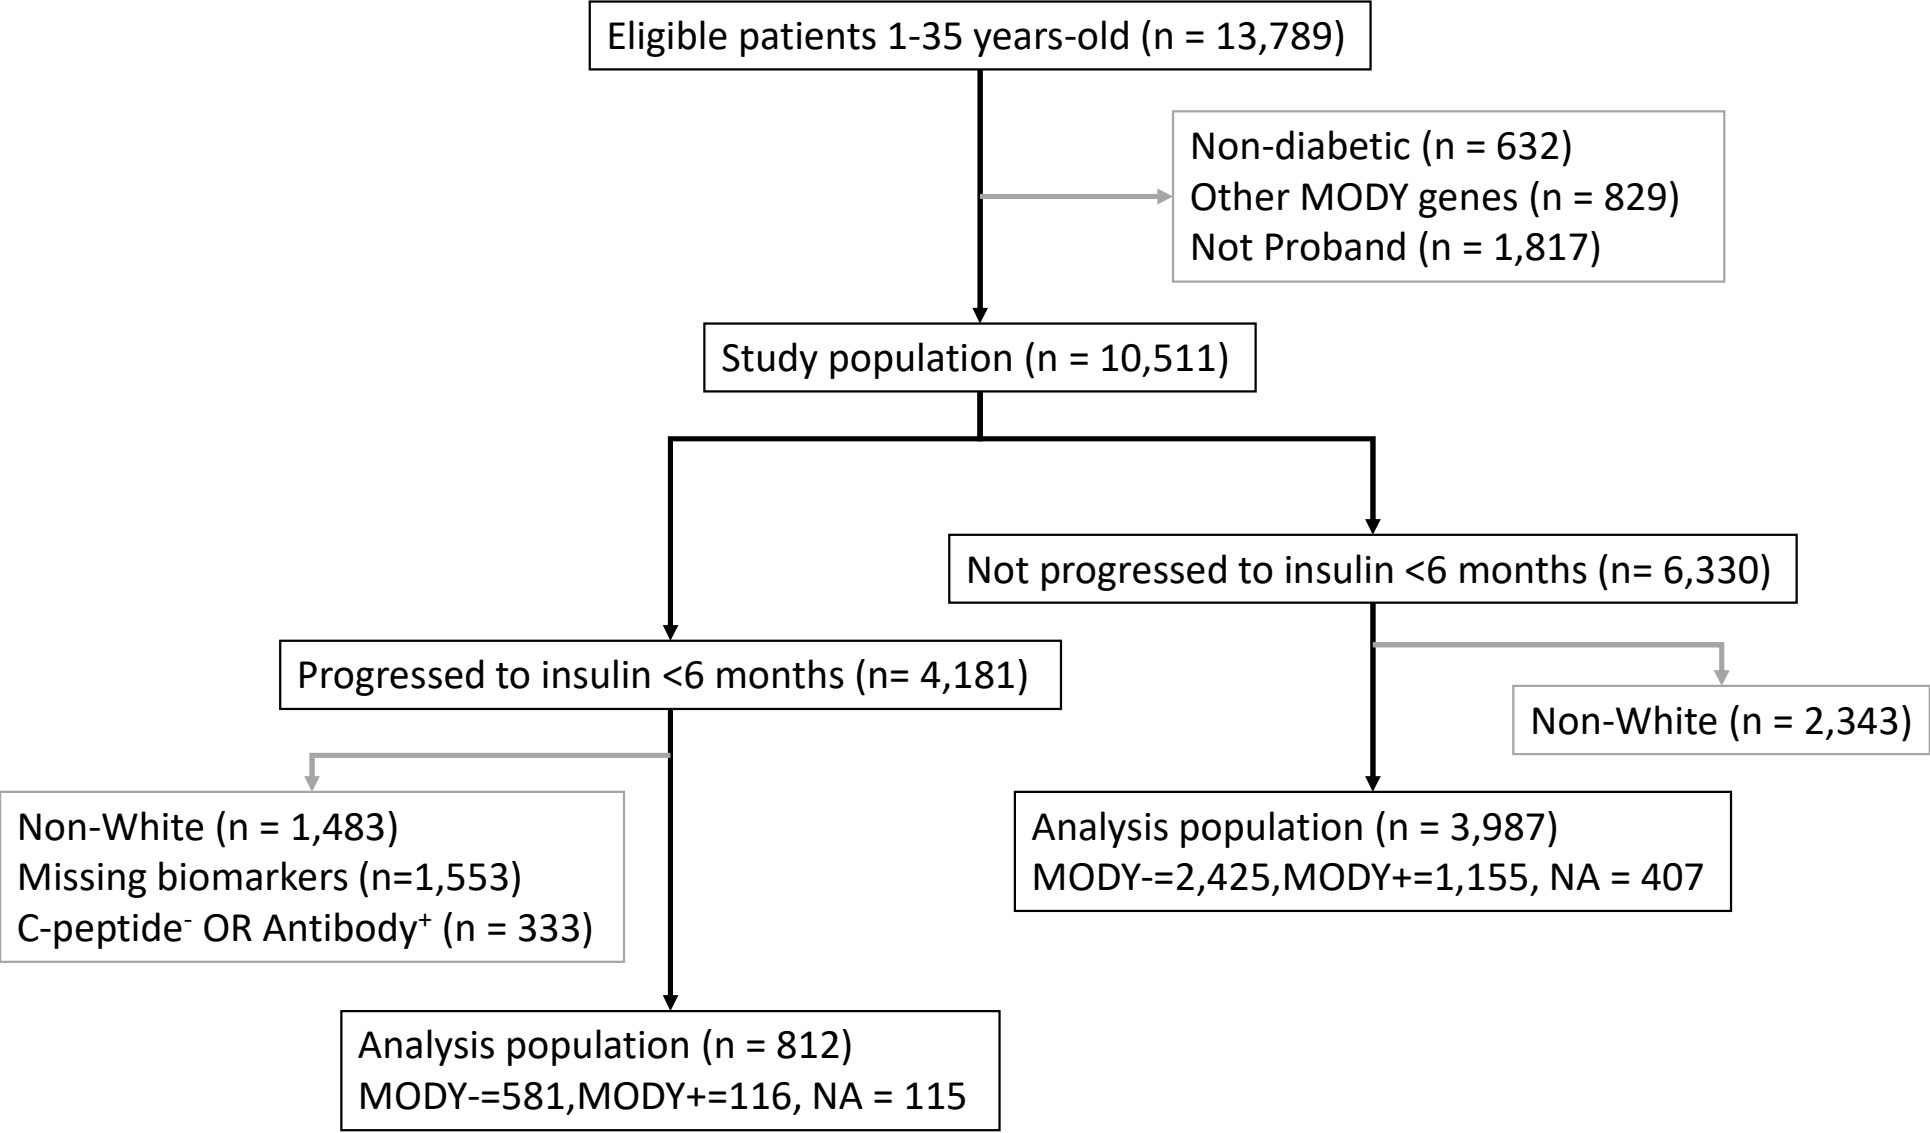 Eligible patients 1-35 years-old (n = 13,789)
Non-diabetic (n = 632)
Other MODY genes (n = 829)
Not Proband (n = 1,817)
Study population (n = 10,511)
Not progressed to insulin <6 months (n= 6,330)
Progressed to insulin <6 months (n= 4,181)
Non-White (n = 2,343)
Non-White (n = 1,483)
Missing biomarkers (n=1,553)
C-peptide⁻ OR Antibody⁺ (n = 333)
Analysis population (n = 3,987)
MODY-=2,425,MODY+=1,155, NA = 407
Analysis population (n = 812)
MODY-=581,MODY+=116, NA = 115